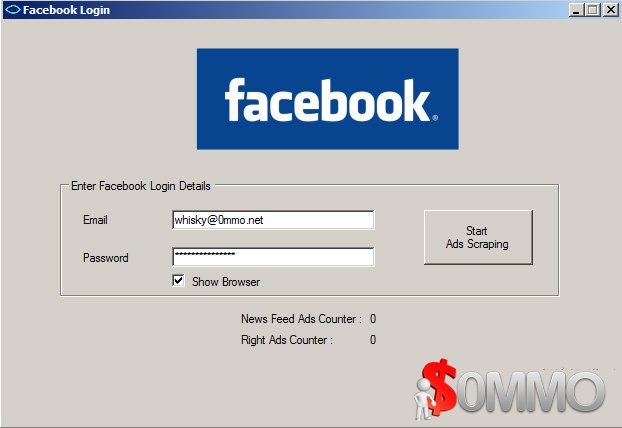 Facebook Login
facebook®
Enter Facebook Login Details
Email
whisky@0mmo.net
Start
Ads Scraping
Password
***************
Show Browser
News Feed Ads Counter : 0
Right Ads Counter : 0
$0MMO